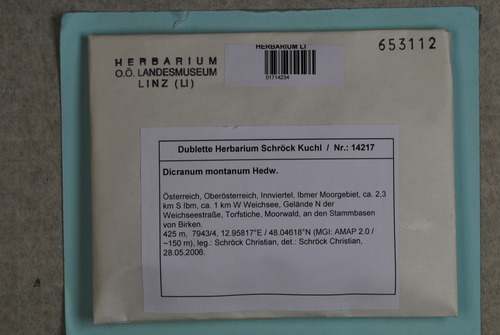 HERBARIUM
O.Ö. LANDESMUSEUM
LINZ (LI)
HERBARIUM LI
01714234
653112
Dublette Herbarium Schröck Kuchl / Nr.: 14217
Dicranum montanum Hedw.
Österreich, Oberösterreich, Innviertel, Ibmer Moorgebiet, ca. 2,3
km S Ibm, ca. 1 km W Weichsee, Gelände N der
Weichseestraße, Torfstiche, Moorwald, an den Stammbasen
von Birken.
425 m, 7943/4, 12.95817°E / 48.04618°N (MGI: AMAP 2.0 /
~150 m), leg.: Schröck Christian, det.: Schröck Christian,
28.05.2006.